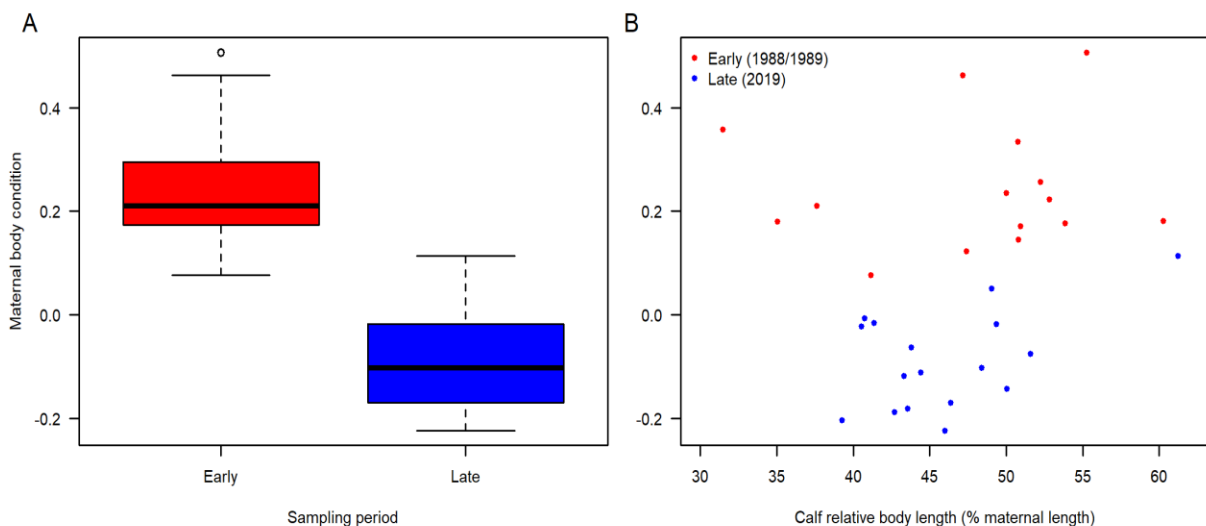 A
Maternal body condition
0.4
0.2
0.0
-0.2
Early
Late
Sampling period
B
Early (1988/1989)
Late (2019)
0.4
0.2
0.0
-0.2
30 35 40 45 50 55 60
Calf relative body length (% maternal length)